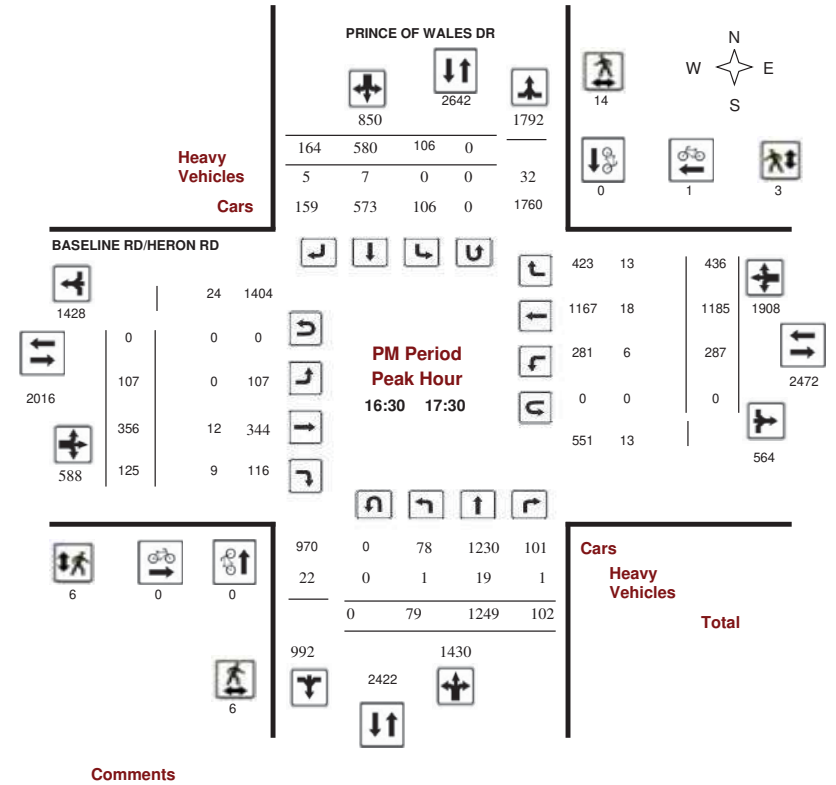 PRINCE OF WALES DR
N
W E
S
2642
14
850 1792
164 580 106 0
Heavy
Vehicles 5 7 0 0 32
Cars 159 573 106 0 1760
0 1 3
BASELINE RD/HERON RD
1428
24 1404
0 0 0
2016
107 0 107
356 12 344
588
125 9 116
PM Period
Peak Hour
16:30 17:30
423 13 436
1167 18 1185 1908
281 6 287
2472
0 0 0
551 13
564
970 0 78 1230 101 Cars
22 0 1 19 1 Heavy
Vehicles
0 79 1249 102 Total
6 0 0
992 1430
2422
6
Comments